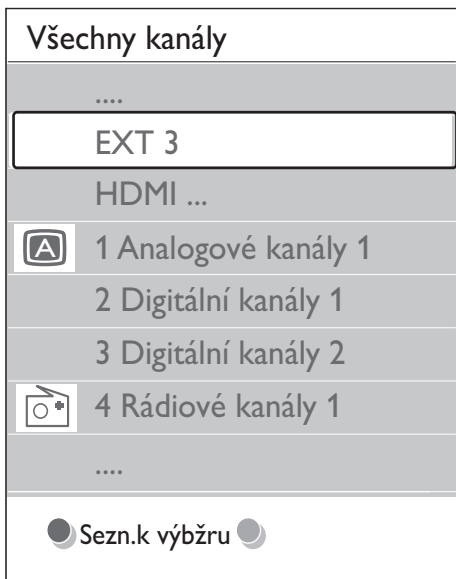 Všechny kanály
....
EXT 3
HDMI ...
A 1 Analogové kanály 1
2 Digitální kanály 1
3 Digitální kanály 2
4 Rádiové kanály 1
....
Sezn.k výbžru